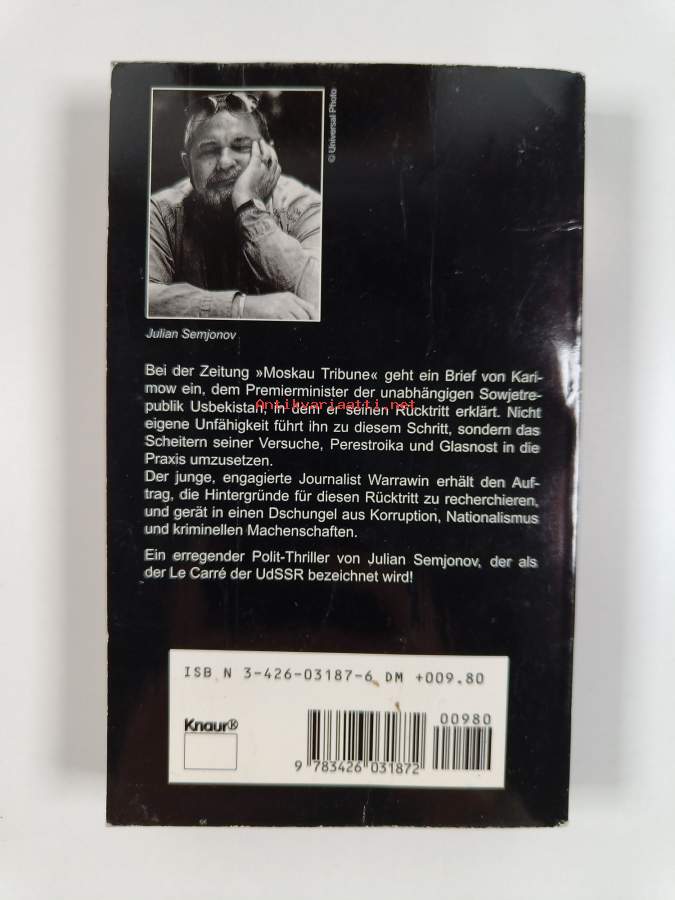 © Universal Photo
Julian Semjonov
Bei der Zeitung »Moskau Tribune« geht ein Brief von Kari-
mow ein, dem Premierminister der unabhängigen Sowjetre-
publik Usbekistan, in dem er seinen Rücktritt erklärt. Nicht
Antikvariaatti.net
eigene Unfähigkeit führt ihn zu diesem Schritt, sondern das
Scheitern seiner Versuche, Perestroika und Glasnost in die
Praxis umzusetzen.
Der junge, engagierte Journalist Warrawin erhält den Auf-
trag, die Hintergründe für diesen Rücktritt zu recherchieren,
und gerät in einen Dschungel aus Korruption, Nationalismus
und kriminellen Machenschaften.
Ein erregender Polit-Thriller von Julian Semjonov, der als
der Le Carré der UdSSR bezeichnet wird!
ISB N 3-426-03187-6 DM +009.80
Knaur®
00980
9 783426 031872